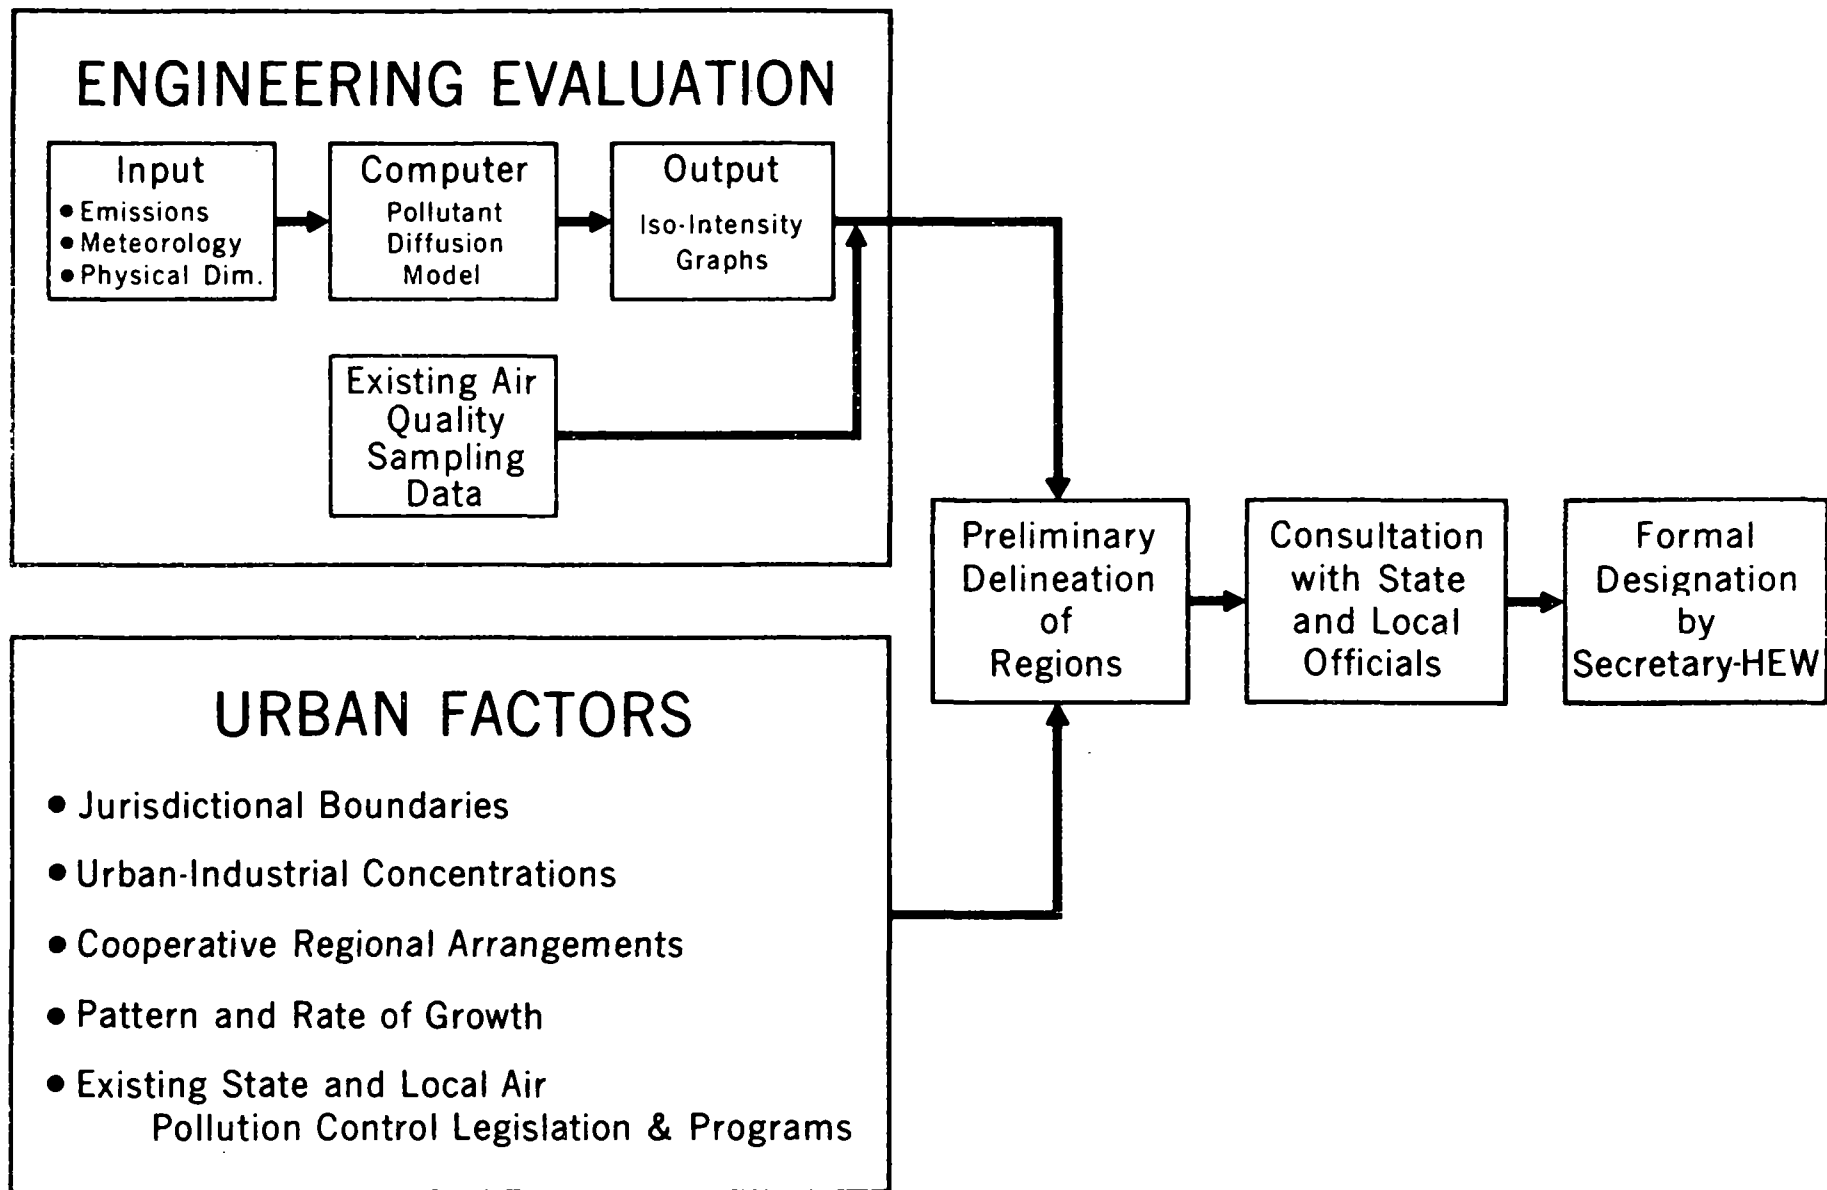 ENGINEERING EVALUATION
Input
• Emissions
• Meteorology
• Physical Dim.
Computer
Pollutant
Diffusion
Model
Output
Iso-Intensity
Graphs
Existing Air
Quality
Sampling
Data
Preliminary
Delineation
of
Regions
Consultation
with State
and Local
Officials
Formal
Designation
by
Secretary-HEW
URBAN FACTORS
• Jurisdictional Boundaries
• Urban-Industrial Concentrations
• Cooperative Regional Arrangements
• Pattern and Rate of Growth
• Existing State and Local Air
Pollution Control Legislation & Programs